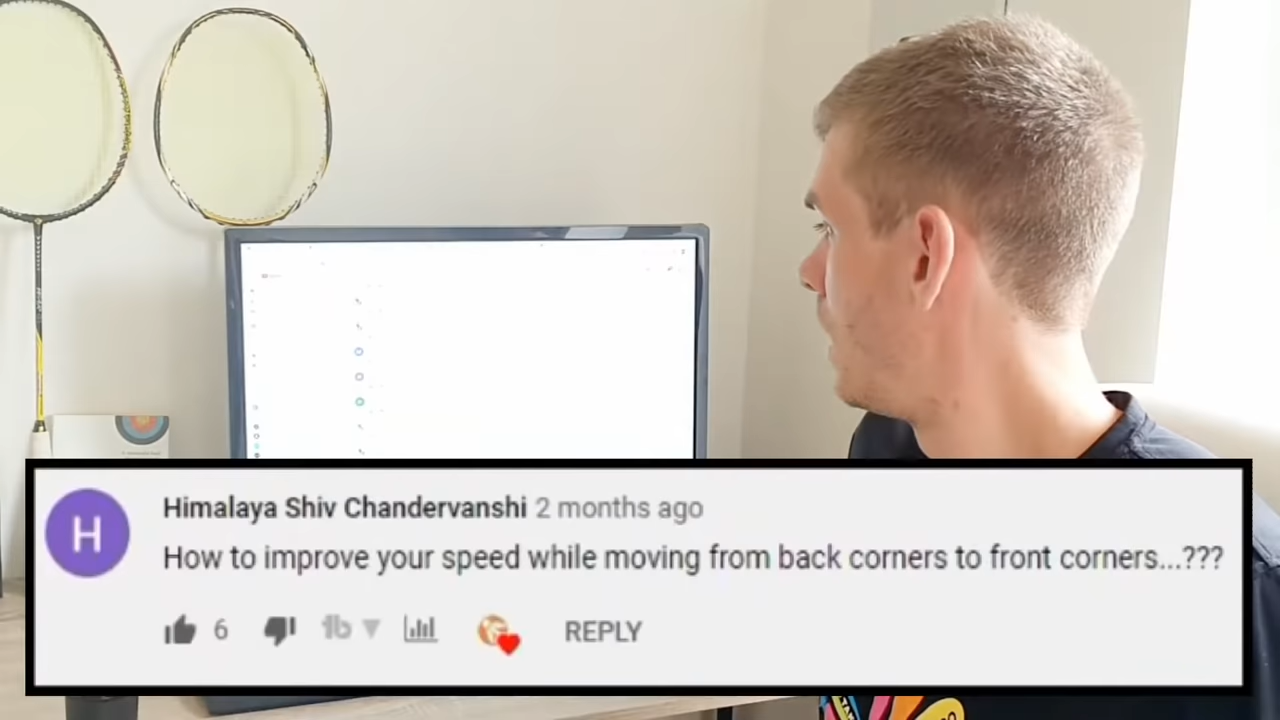 H
Himalaya Shiv Chandervanshi 2 months ago
How to improve your speed while moving from back corners to front corners...???
6
REPLY